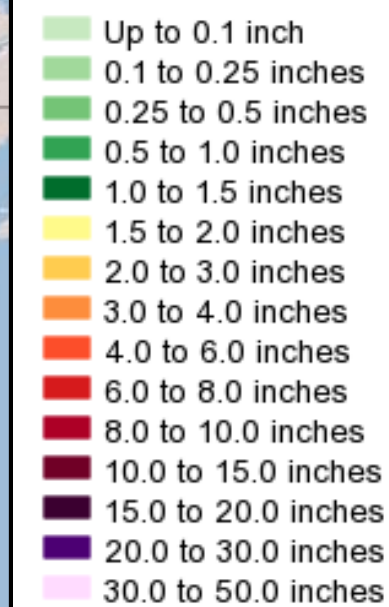 Up to 0.1 inch
0.1 to 0.25 inches
0.25 to 0.5 inches
0.5 to 1.0 inches
1.0 to 1.5 inches
1.5 to 2.0 inches
2.0 to 3.0 inches
3.0 to 4.0 inches
4.0 to 6.0 inches
6.0 to 8.0 inches
8.0 to 10.0 inches
10.0 to 15.0 inches
15.0 to 20.0 inches
20.0 to 30.0 inches
30.0 to 50.0 inches